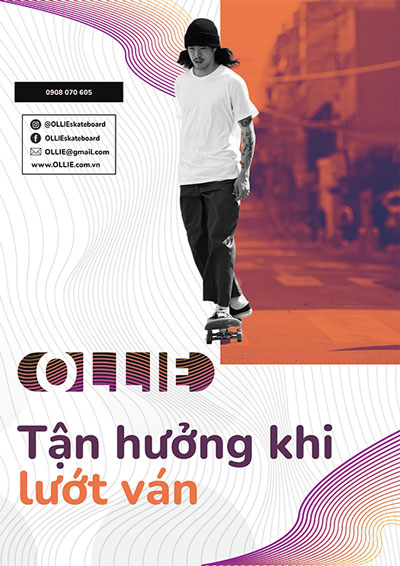 0908 070 605
@OLLIEskateboard
OLLIEskateboard
OLLIE@gmail.com
www.OLLIE.com.vn
OLLIE
Tận hưởng khi
lướt ván